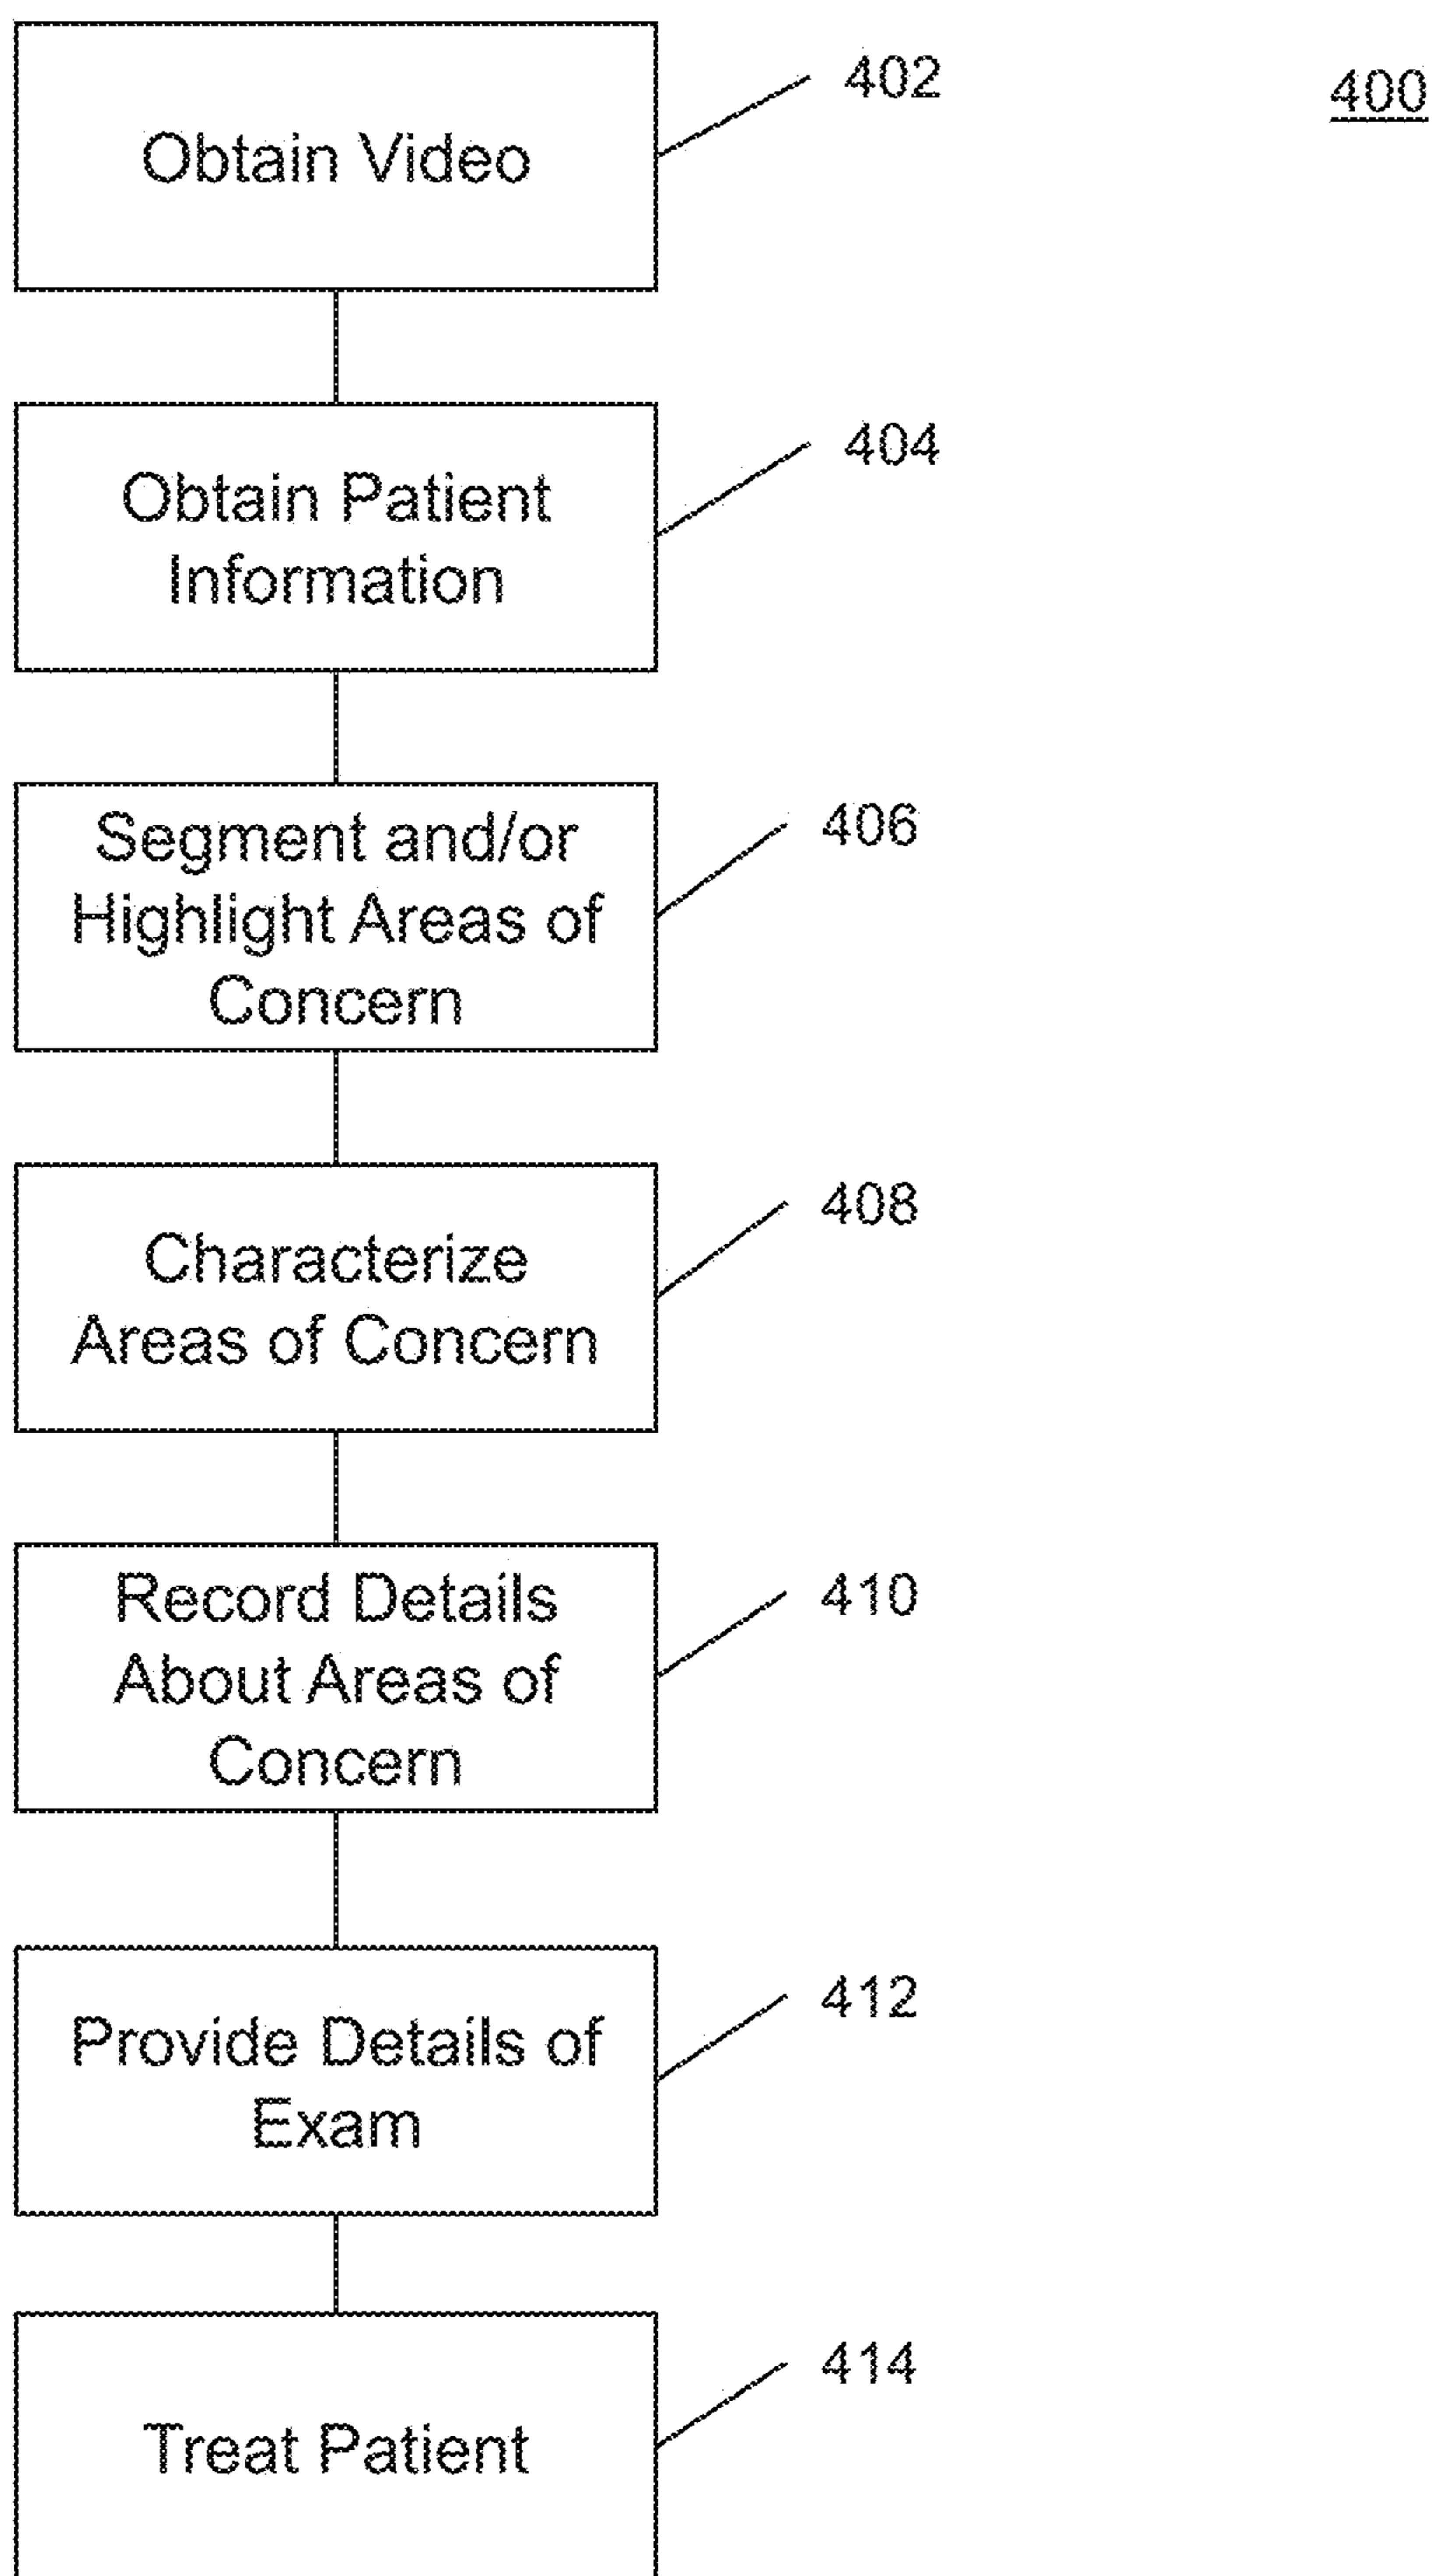 400
Obtain Video
402
Obtain Patient
Information
404
Segment and/or
Highlight Areas of
Concern
406
Characterize
Areas of Concern
408
Record Details
About Areas of
Concern
410
Provide Details of
Exam
412
Treat Patient
414